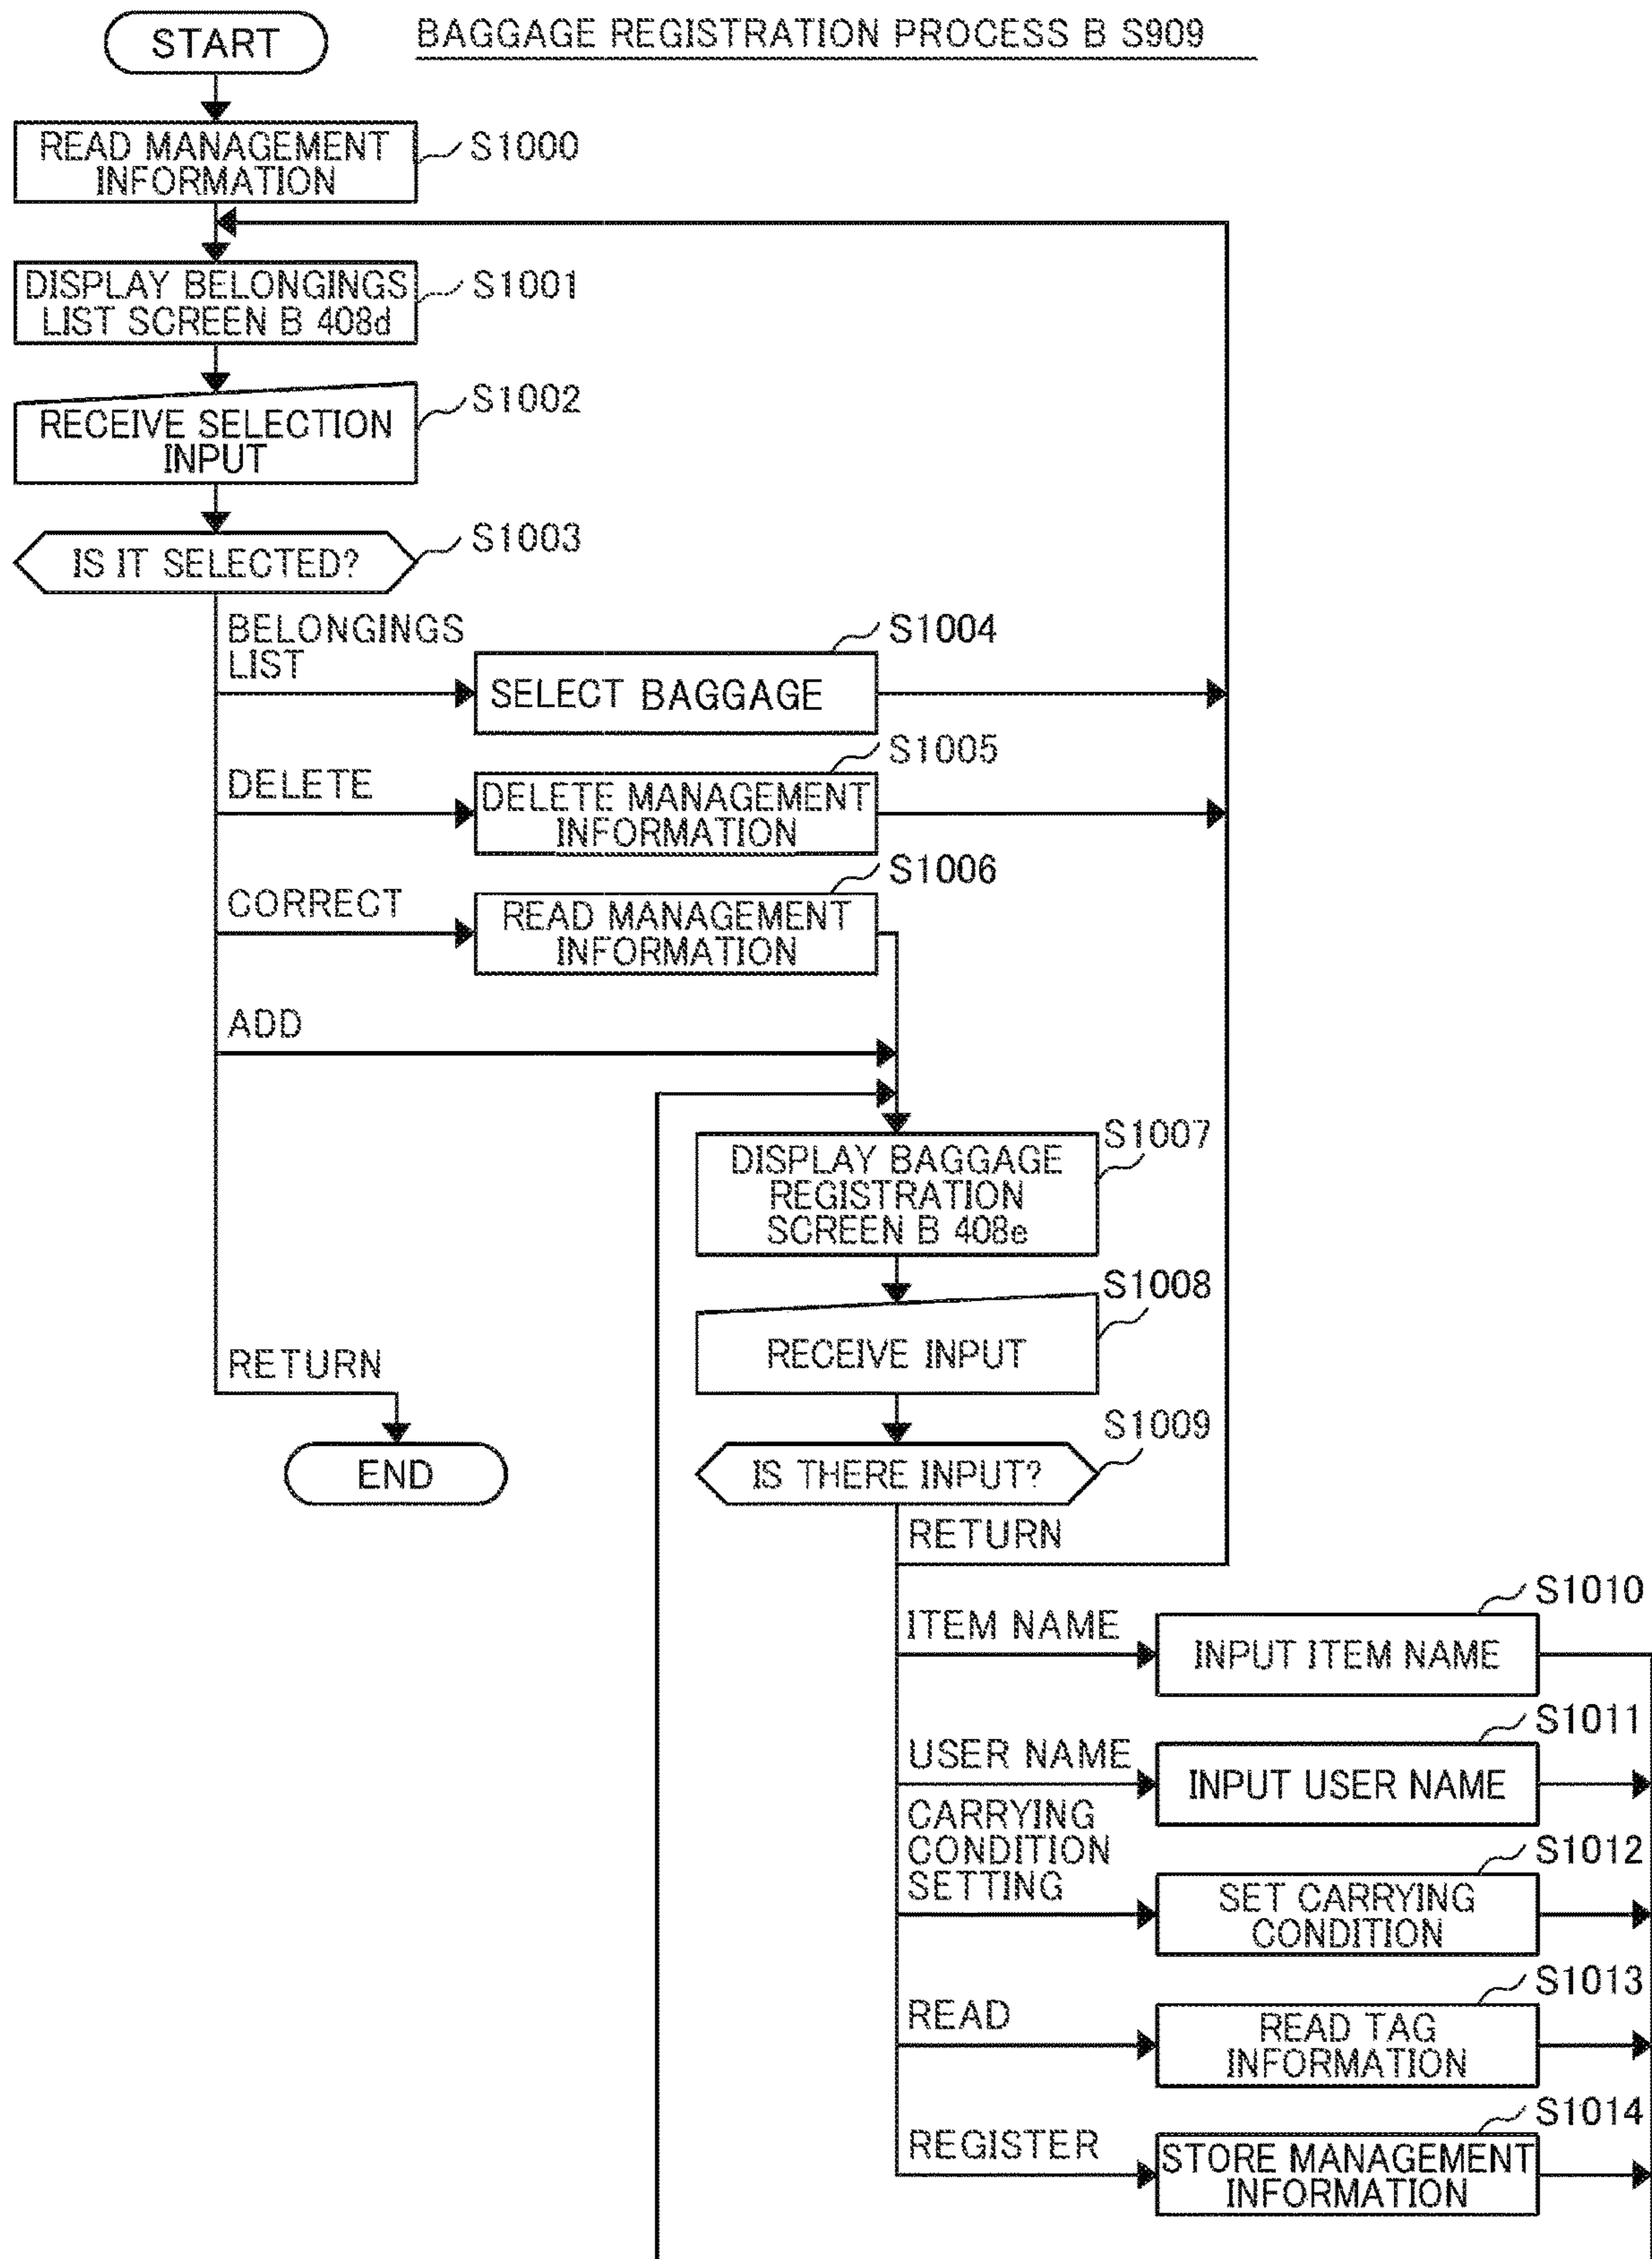 START
BAGGAGE REGISTRATION PROCESS B S909
READ MANAGEMENT
INFORMATION
S1000
DISPLAY BELONGINGS
LIST SCREEN B 408d
S1001
RECEIVE SELECTION
INPUT
S1002
IS IT SELECTED?
S1003
BELONGINGS
LIST
SELECT BAGGAGE
S1004
DELETE
DELETE MANAGEMENT
INFORMATION
S1005
CORRECT
READ MANAGEMENT
INFORMATION
S1006
ADD
DISPLAY BAGGAGE
REGISTRATION
SCREEN B 408e
S1007
RECEIVE INPUT
S1008
RETURN
END
IS THERE INPUT?
S1009
RETURN
ITEM NAME
INPUT ITEM NAME
S1010
USER NAME
INPUT USER NAME
S1011
CARRYING
CONDITION
SETTING
SET CARRYING
CONDITION
S1012
READ
READ TAG
INFORMATION
S1013
REGISTER
STORE MANAGEMENT
INFORMATION
S1014